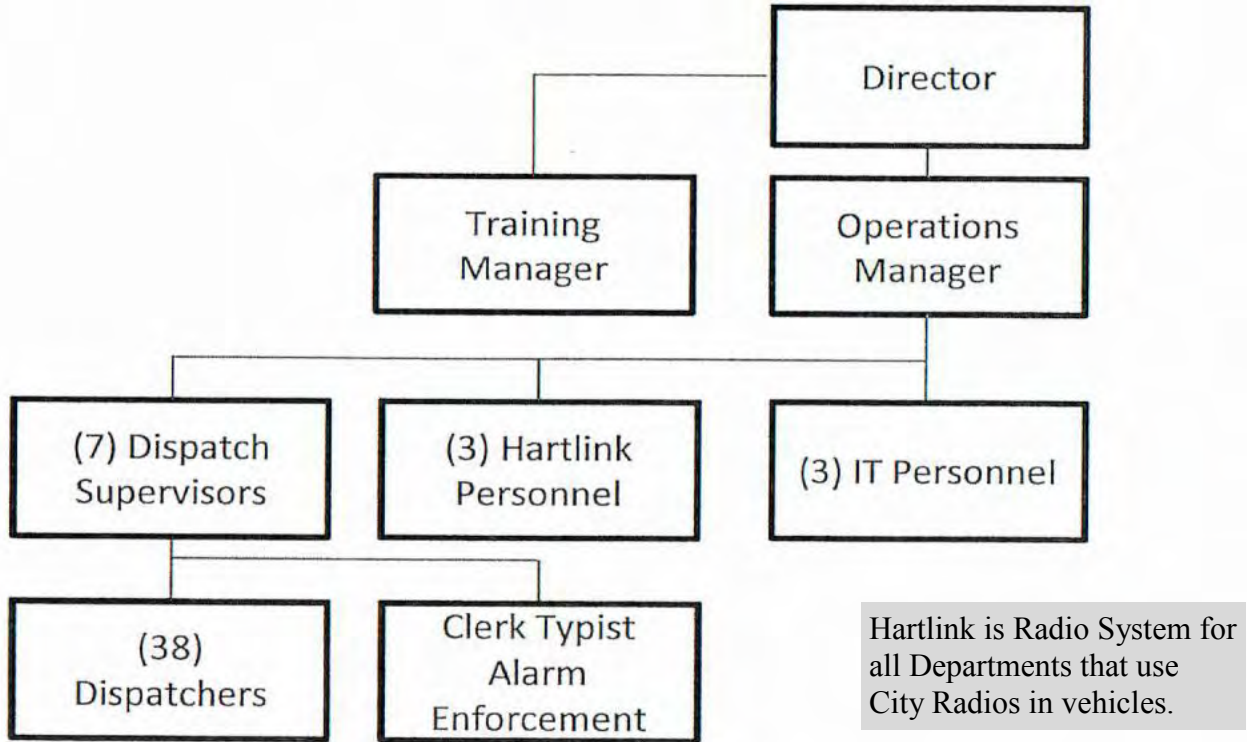 Director
Training
Manager
Operations
Manager
(7) Dispatch
Supervisors
(3) Hartlink
Personnel
(3) IT Personnel
(38)
Dispatchers
Clerk Typist
Alarm
Enforcement
Hartlink is Radio System for
all Departments that use
City Radios in vehicles.